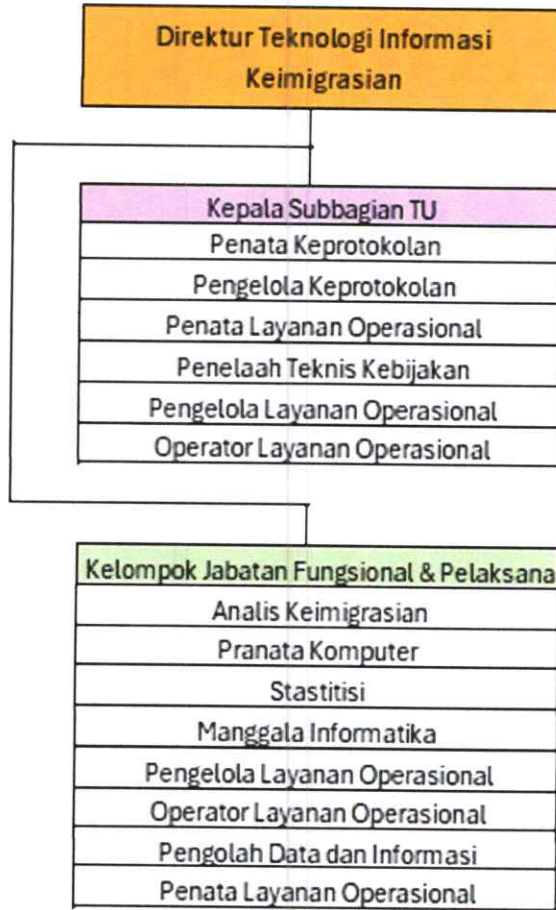 Direktur Teknologi Informasi
Keimigrasian
Kepala Subbagian TU
Penata Keprotokolan
Pengelola Keprotokolan
Penata Layanan Operasional
Penelaah Teknis Kebijakan
Pengelola Layanan Operasional
Operator Layanan Operasional
Kelompok Jabatan Fungsional & Pelaksana
Analis Keimigrasian
Pranata Komputer
Stastitisi
Manggala Informatika
Pengelola Layanan Operasional
Operator Layanan Operasional
Pengolah Data dan Informasi
Penata Layanan Operasional